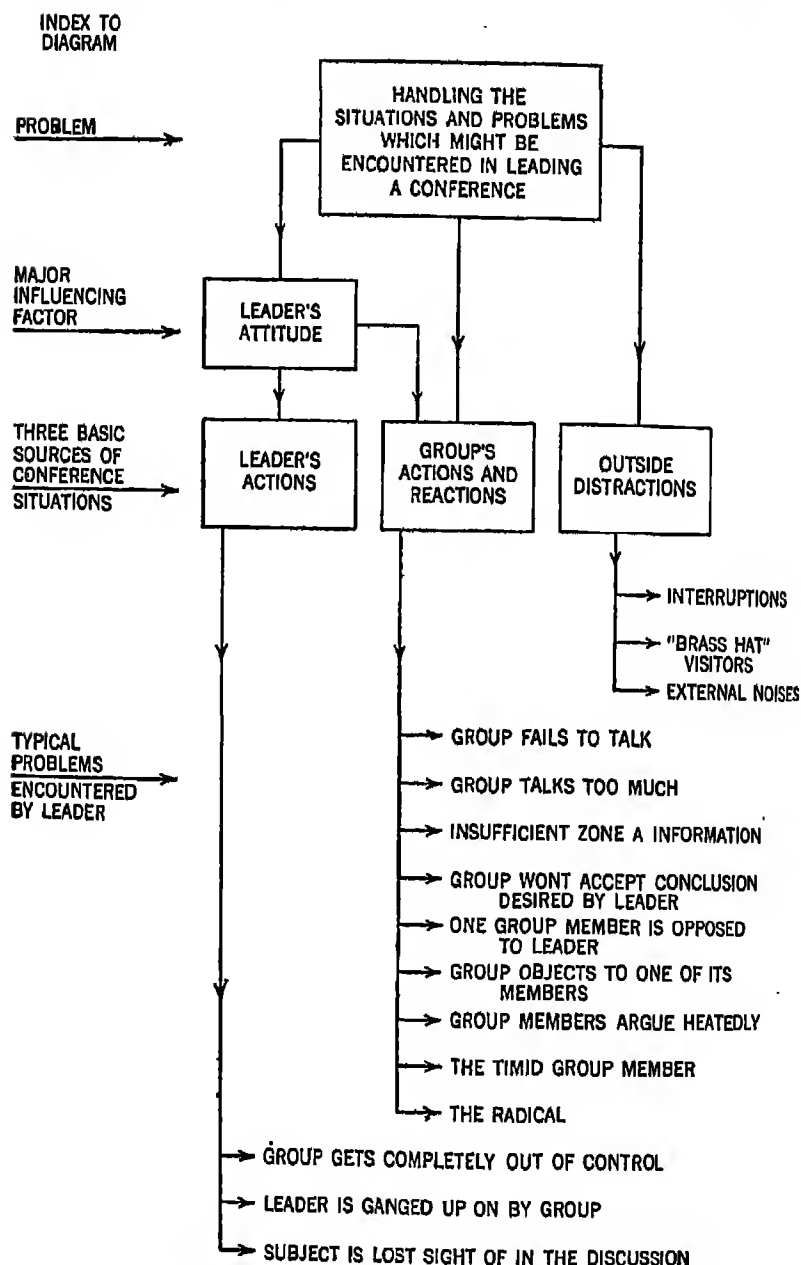 INDEX TO
DIAGRAM
PROBLEM
HANDLING THE
SITUATIONS AND PROBLEMS
WHICH MIGHT BE
ENCOUNTERED IN LEADING
A CONFERENCE
MAJOR
INFLUENCING
FACTOR
LEADER'S
ATTITUDE
THREE BASIC
SOURCES OF
CONFERENCE
SITUATIONS
LEADER'S
ACTIONS
GROUP'S
ACTIONS AND
REACTIONS
OUTSIDE
DISTRACTIONS
INTERRUPTIONS
"BRASS HAT"
VISITORS
EXTERNAL NOISES
TYPICAL
PROBLEMS
ENCOUNTERED
BY LEADER
GROUP FAILS TO TALK
GROUP TALKS TOO MUCH
INSUFFICIENT ZONE A INFORMATION
GROUP WONT ACCEPT CONCLUSION
DESIRED BY LEADER
ONE GROUP MEMBER IS OPPOSED
TO LEADER
GROUP OBJECTS TO ONE OF ITS
MEMBERS
GROUP MEMBERS ARGUE HEATEDLY
THE TIMID GROUP MEMBER
THE RADICAL
GROUP GETS COMPLETELY OUT OF CONTROL
LEADER IS GANGED UP ON BY GROUP
SUBJECT IS LOST SIGHT OF IN THE DISCUSSION